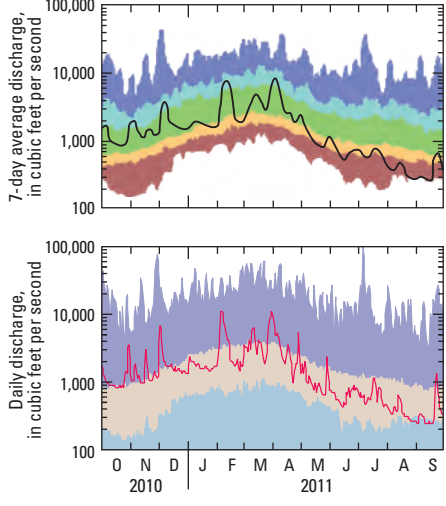 7-day average discharge,
in cubic feet per second
100,000
10,000
1,000
100
Daily discharge,
in cubic feet per second
100,000
10,000
1,000
100
O N D J F M A M J J A S
2010 2011